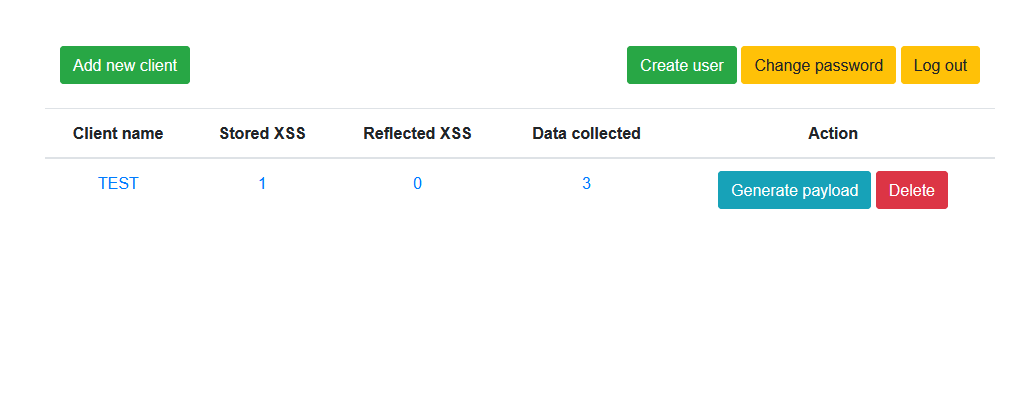 Add new client Create user Change password Log out
Client name Stored XSS Reflected XSS Data collected Action
TEST 1 0 3 Generate payload Delete